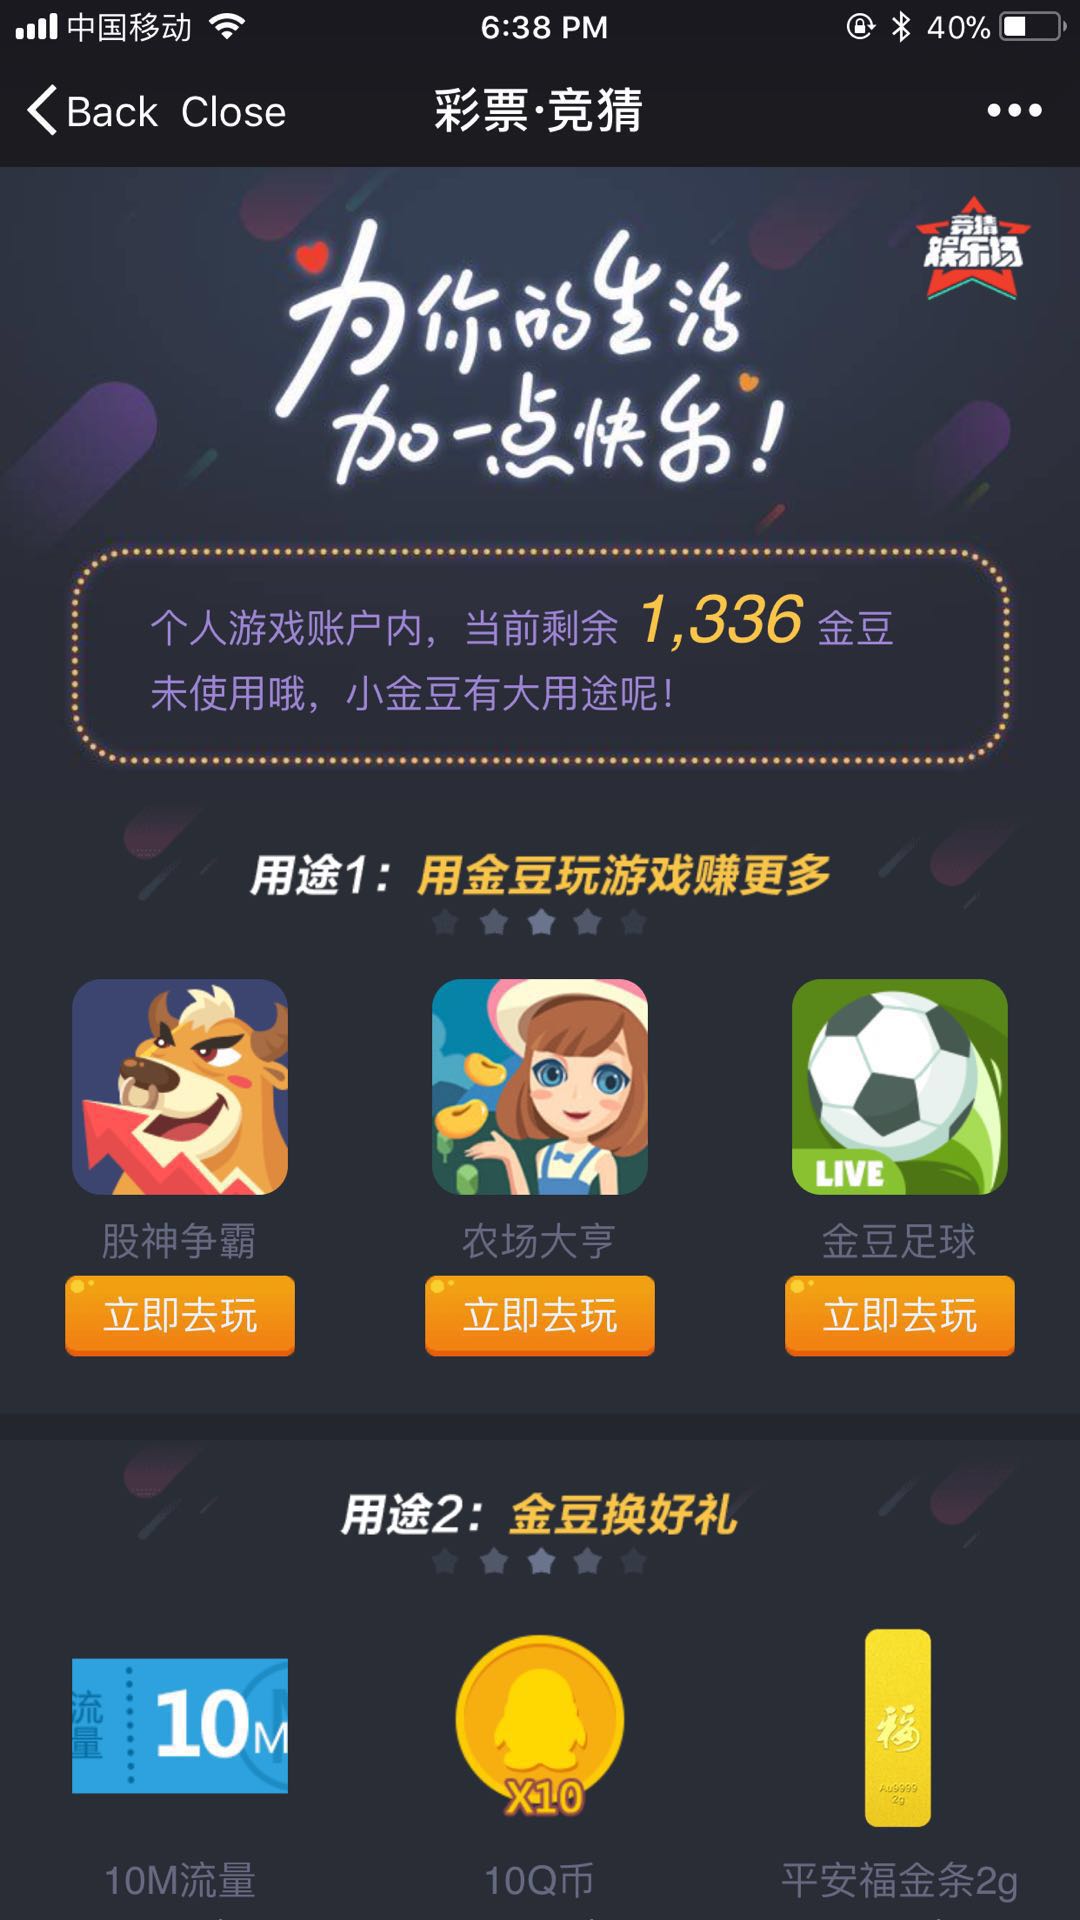 中国移动
6:38 PM
40%
Back Close
彩票·竞猜
竞猜
娱乐场
为你的生活
加一点快乐!
个人游戏账户内，当前剩余 1,336 金豆
未使用哦，小金豆有大用途呢！
用途1：用金豆玩游戏赚更多
LIVE
股神争霸
农场大亨
金豆足球
立即去玩
立即去玩
立即去玩
用途2：金豆换好礼
流量
10M
X10
福
Au9999
2g
10M流量
10Q币
平安福金条2g